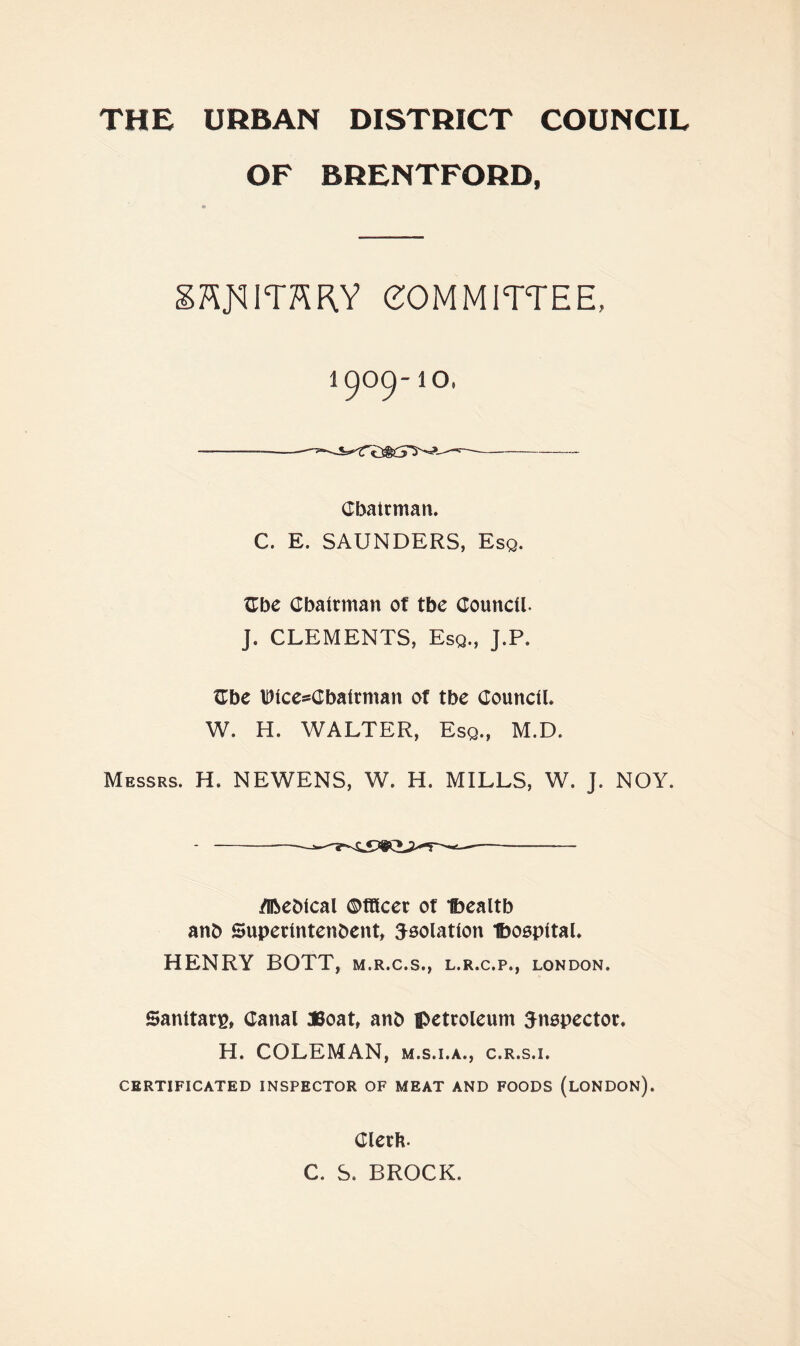 THE URBAN DISTRICT COUNCIL
OF BRENTFORD,
SANITARY COMMITTEE,
1909-10.
Chairman.
C. E. SAUNDERS, Esq.
The Chairman of the Council.
J. CLEMENTS, Esq., J.P.
The Vice-Chairman of the Council.
W. H. WALTER, Esq., M.D.
Messrs. H. NEWENS, W. H. MILLS, W. J. NOY.
Medical Officer of Health
and Superintendent, Isolation Hospital.
HENRY BOTT, M.R.C.S., L.R.C.P., LONDON.
Sanitary, Canal Boat, and Petroleum Inspector.
H. COLEMAN, M.S.I.A., C.R.S.I.
CERTIFICATED INSPECTOR OF MEAT AND FOODS (LONDON).
Clerk.
C. S. BROCK.